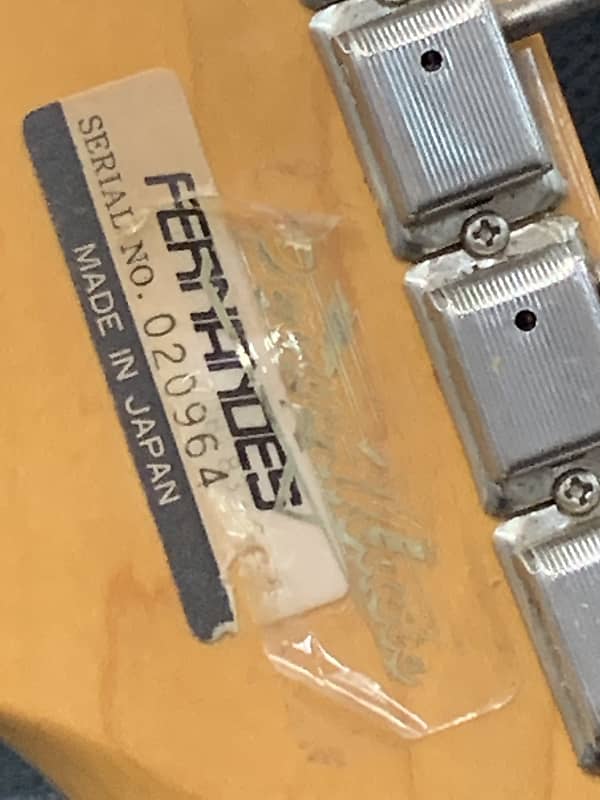 FERNANDES
SERIAL NO. 020964
MADE IN JAPAN